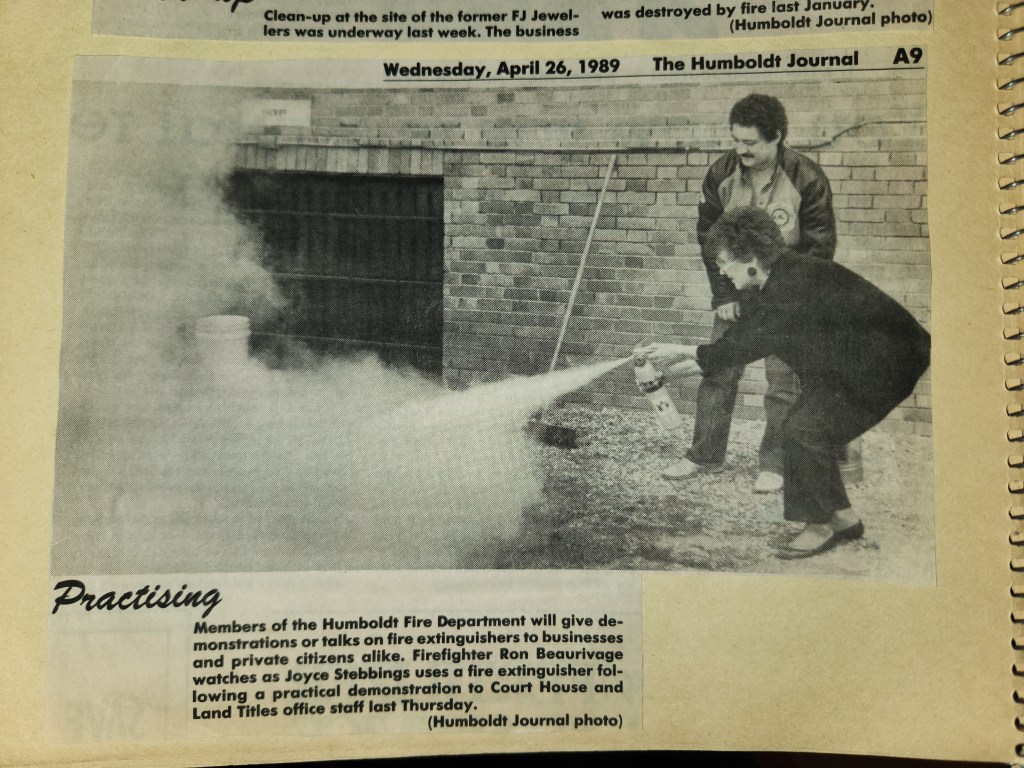 Clean-up at the site of the former FJ Jewel-
lers was underway last week. The business
was destroyed by fire last January.
(Humboldt Journal photo)
Wednesday, April 26, 1989 The Humboldt Journal A9
Practising
Members of the Humboldt Fire Department will give de-
monstrations or talks on fire extinguishers to businesses
and private citizens alike. Firefighter Ron Beaurivage
watches as Joyce Stebbings uses a fire extinguisher fol-
lowing a practical demonstration to Court House and
Land Titles office staff last Thursday.
(Humboldt Journal photo)